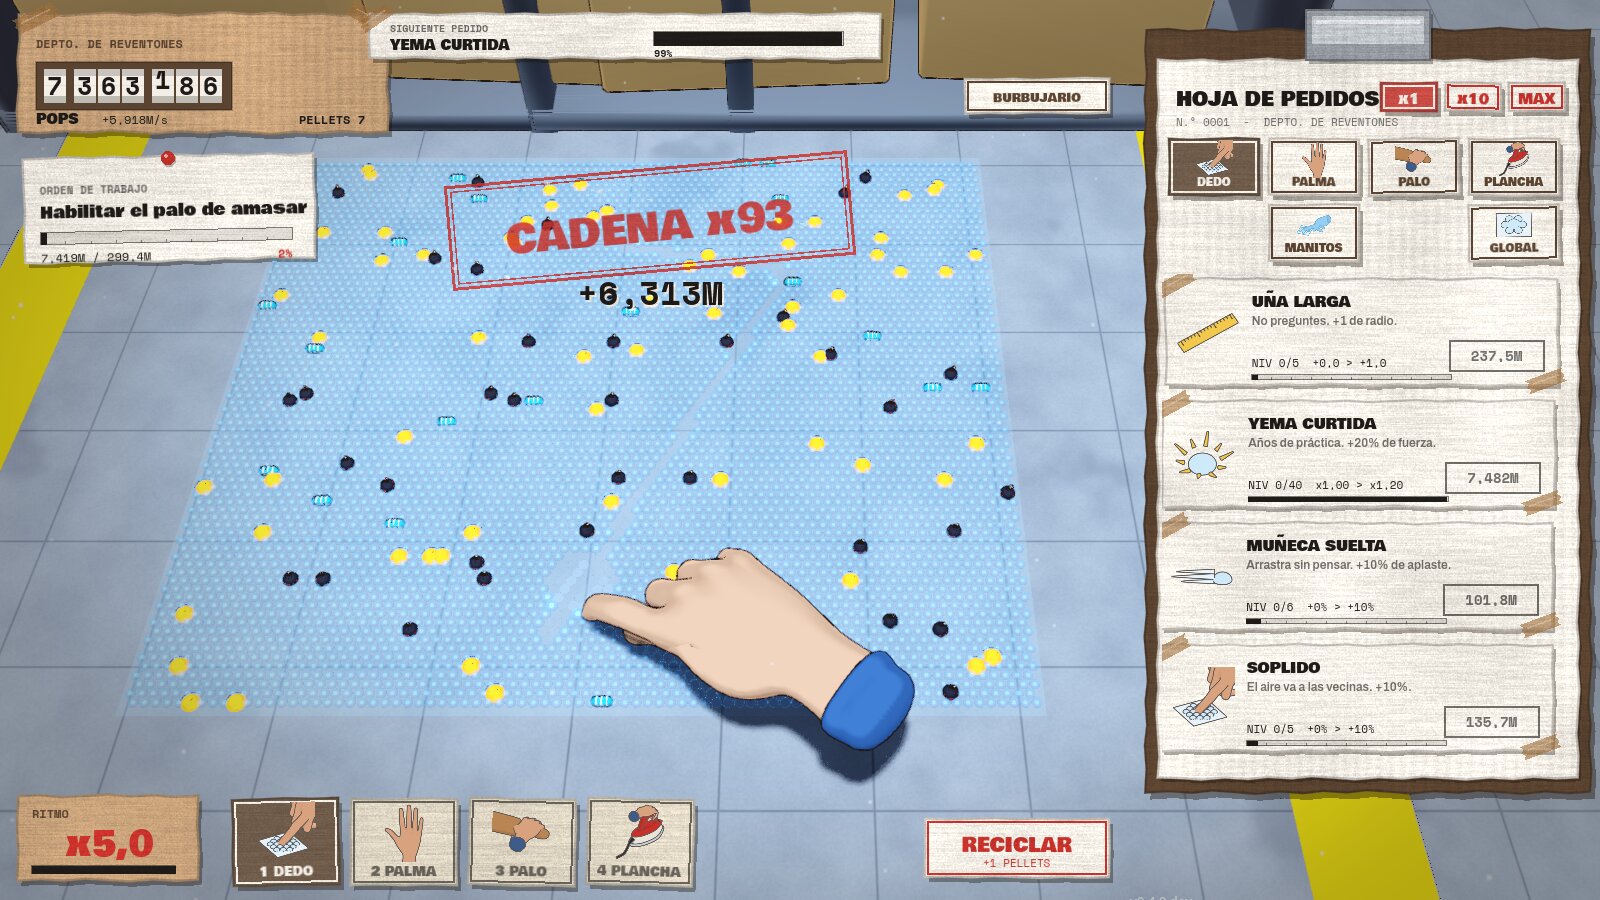 DEPTO. DE REVENTONES
7 363 186
POPS +5,918M/s PELLETS 7
SIGUIENTE PEDIDO
YEMA CURTIDA
99%
BURBUJARIO
ORDEN DE TRABAJO
Habilitar el palo de amasar
7,419M / 299,4M 2%
CADENA x93
+6,313M
HOJA DE PEDIDOS x1 x10 MAX
N.° 0001 - DEPTO. DE REVENTONES
DEDO PALMA PALO PLANCHA
MANITOS GLOBAL
UÑA LARGA
No preguntes. +1 de radio.
NIV 0/5 +0,0 > +1,0 237,5M
YEMA CURTIDA
Años de práctica. +20% de fuerza.
NIV 0/40 x1,00 > x1,20 7,482M
MUÑECA SUELTA
Arrastra sin pensar. +10% de aplaste.
NIV 0/6 +0% > +10% 101,8M
SOPLIDO
El aire va a las vecinas. +10%.
NIV 0/5 +0% > +10% 135,7M
RITMO
x5,0
1 DEDO 2 PALMA 3 PALO 4 PLANCHA
RECICLAR
+1 PELLETS